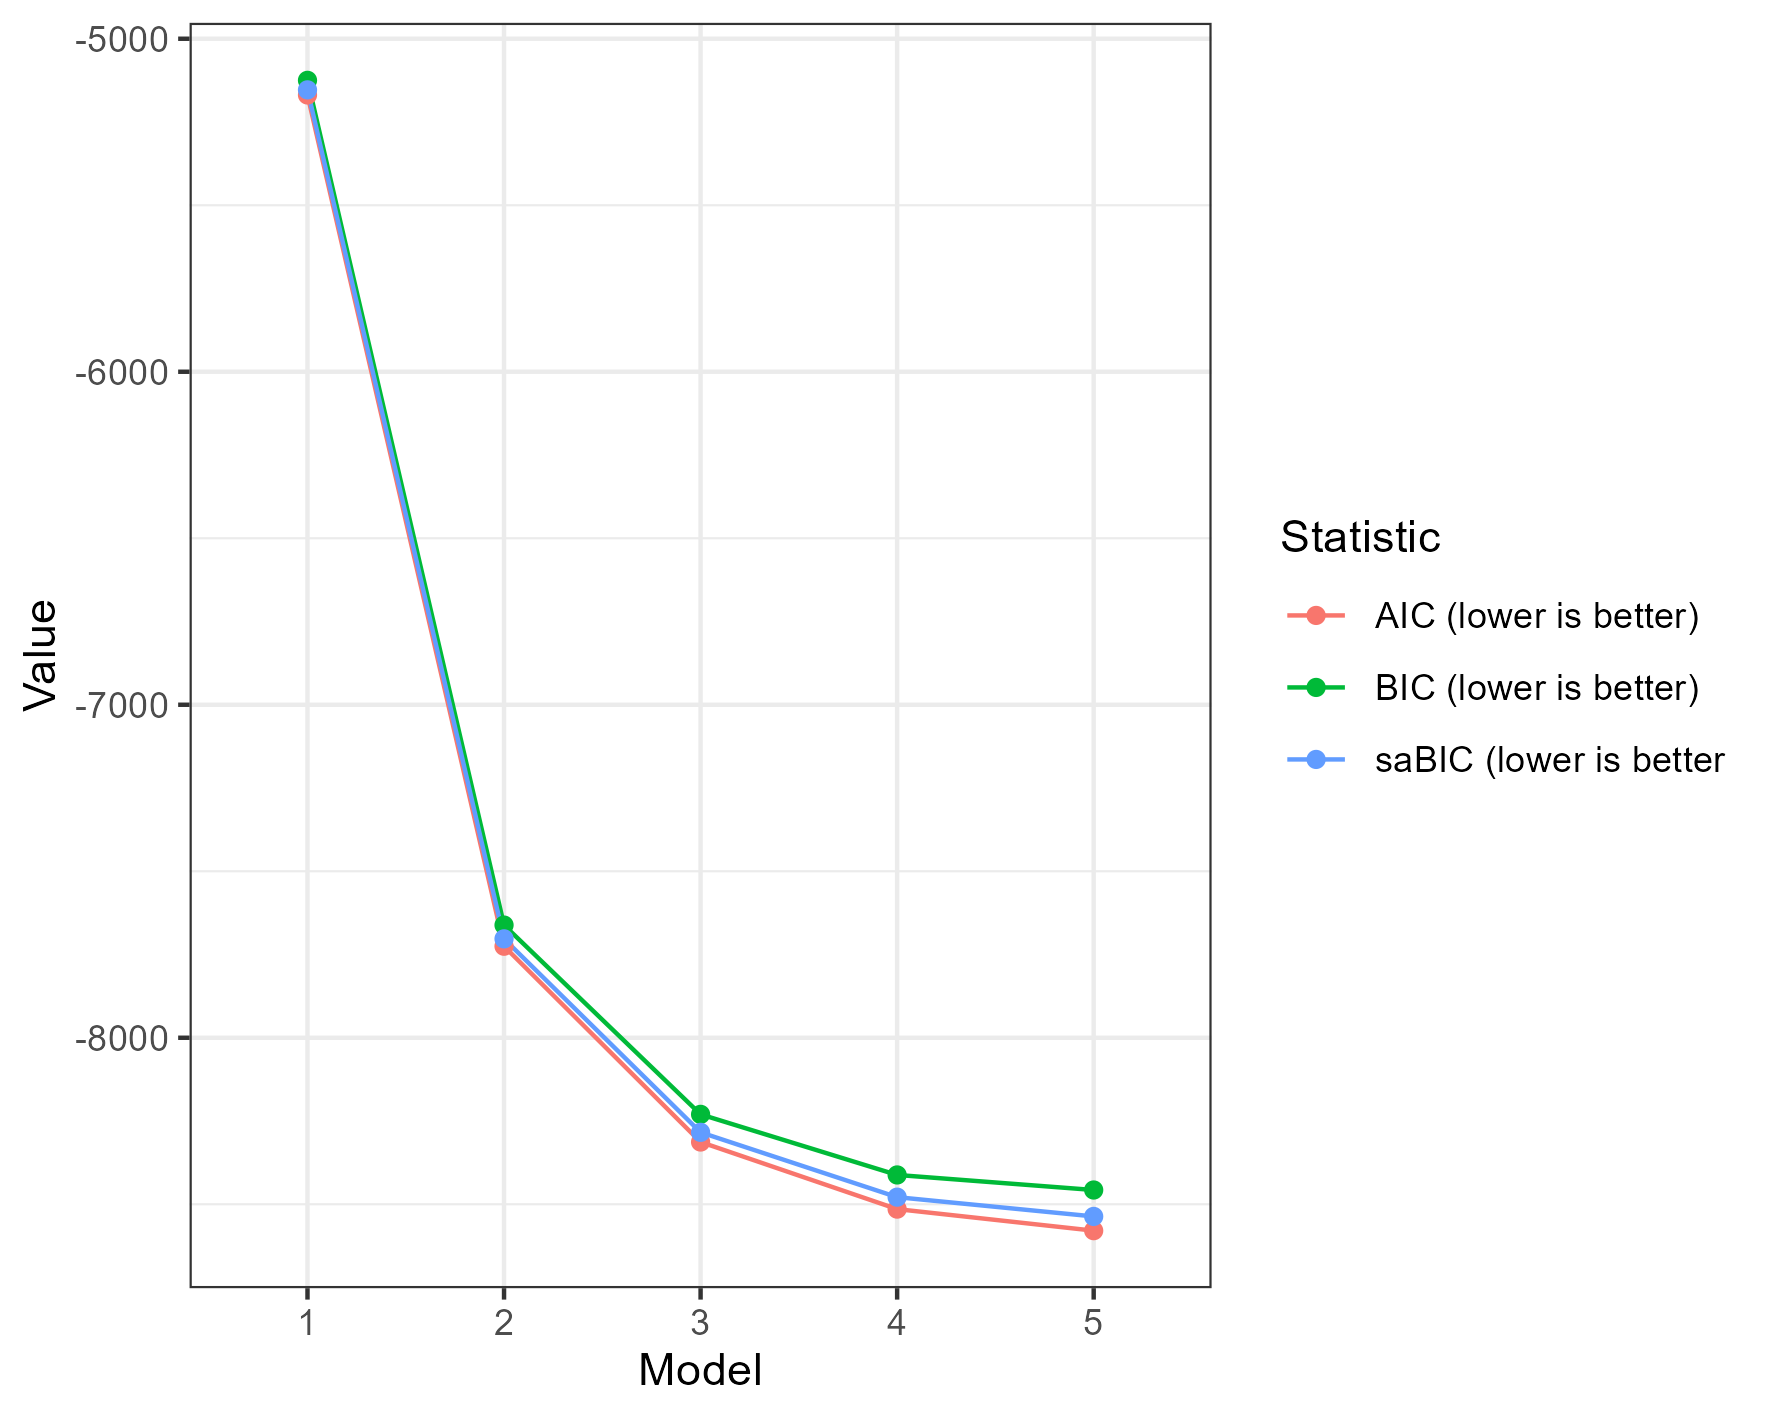 -5000
-6000
-7000
-8000
Value
1 2 3 4 5
Model
Statistic
AIC (lower is better)
BIC (lower is better)
saBIC (lower is better